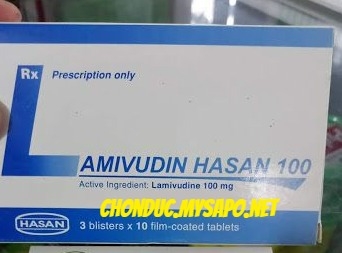 Rx Prescription only
LAMIVUDIN HASAN 100
Active Ingredient: Lamivudine 100 mg
CHONDUC.MYSAPO.NET
HASAN 3 blisters x 10 film-coated tablets